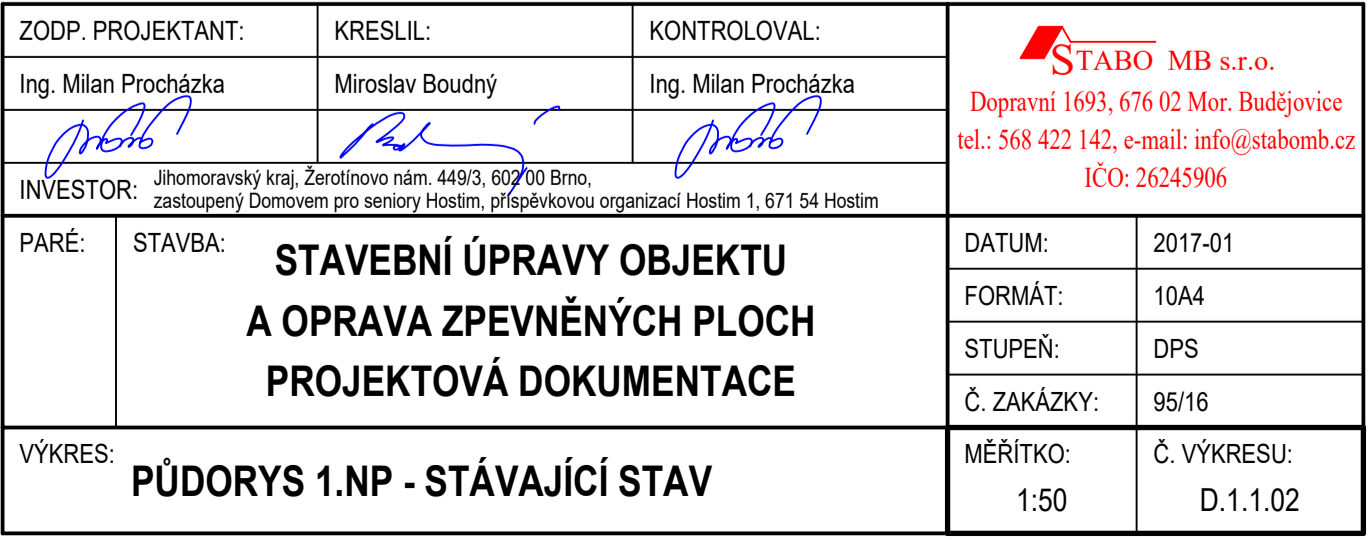 ZODP. PROJEKTANT:
KRESLIL:
KONTROLOVAL:
Ing. Milan Procházka
Miroslav Boudný
Ing. Milan Procházka
STABO MB s.r.o.
Dopravní 1693, 676 02 Mor. Budějovice
tel.: 568 422 142, e-mail: info@stabomb.cz
IČO: 26245906
INVESTOR:
Jihomoravský kraj, Žerotínovo nám. 449/3, 602 00 Brno,
zastoupený Domovem pro seniory Hostim, příspěvkovou organizací Hostim 1, 671 54 Hostim
PARÉ:
STAVBA:
STAVEBNÍ ÚPRAVY OBJEKTU
A OPRAVA ZPEVNĚNÝCH PLOCH
PROJEKTOVÁ DOKUMENTACE
DATUM:
2017-01
FORMÁT:
10A4
STUPEŇ:
DPS
Č. ZAKÁZKY:
95/16
VÝKRES:
PŮDORYS 1.NP - STÁVAJÍCÍ STAV
MĚŘÍTKO:
1:50
Č. VÝKRESU:
D.1.1.02